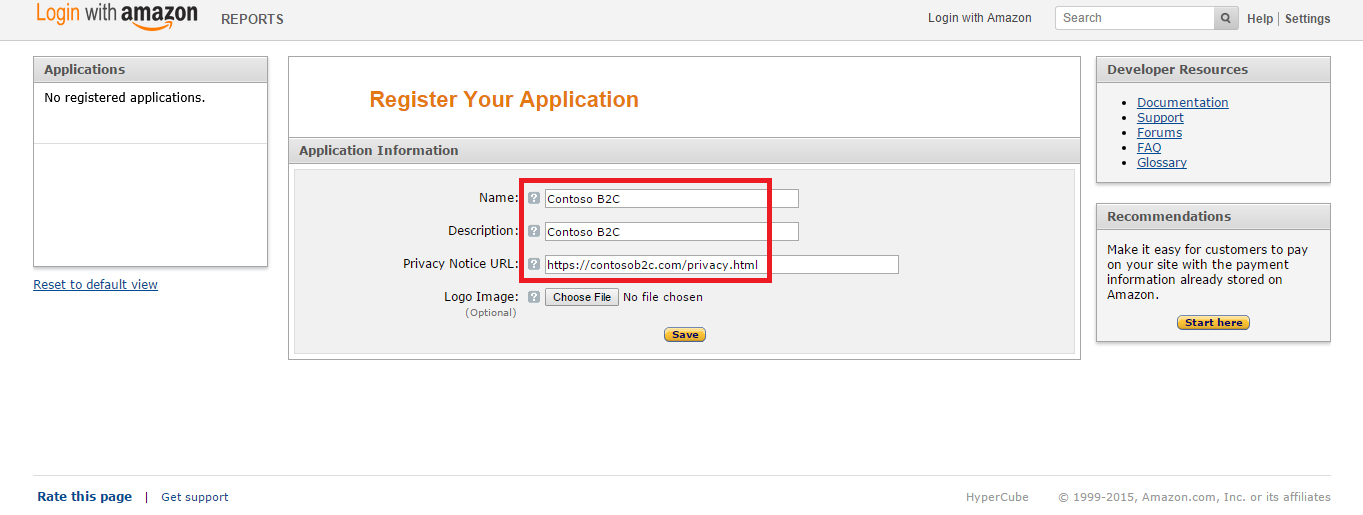 Login with amazon
REPORTS
Login with Amazon
Search
Help
Settings
Applications
No registered applications.
Reset to default view
Register Your Application
Application Information
Name: ? Contoso B2C
Description: ? Contoso B2C
Privacy Notice URL: ? https://contosob2c.com/privacy.html
Logo Image: ? Choose File No file chosen
(Optional)
Save
Developer Resources
Documentation
Support
Forums
FAQ
Glossary
Recommendations
Make it easy for customers to pay
on your site with the payment
information already stored on
Amazon.
Start here
Rate this page | Get support
HyperCube © 1999-2015, Amazon.com, Inc. or its affiliates